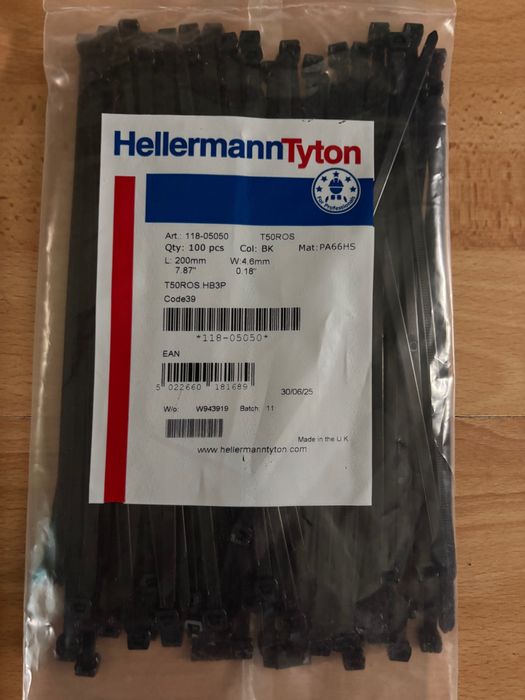 HellermannTyton
For Professionals
Art.: 118-05050 T50ROS
Qty: 100 pcs Col: BK Mat: PA66HS
L: 200mm W: 4.6mm
7.87" 0.18"
T50ROS.HB3P
Code39
*118-05050*
EAN
5 022660 181689
30/06/25
W/o: W943919 Batch 11
Made in the U K
www.hellermanntyton.com